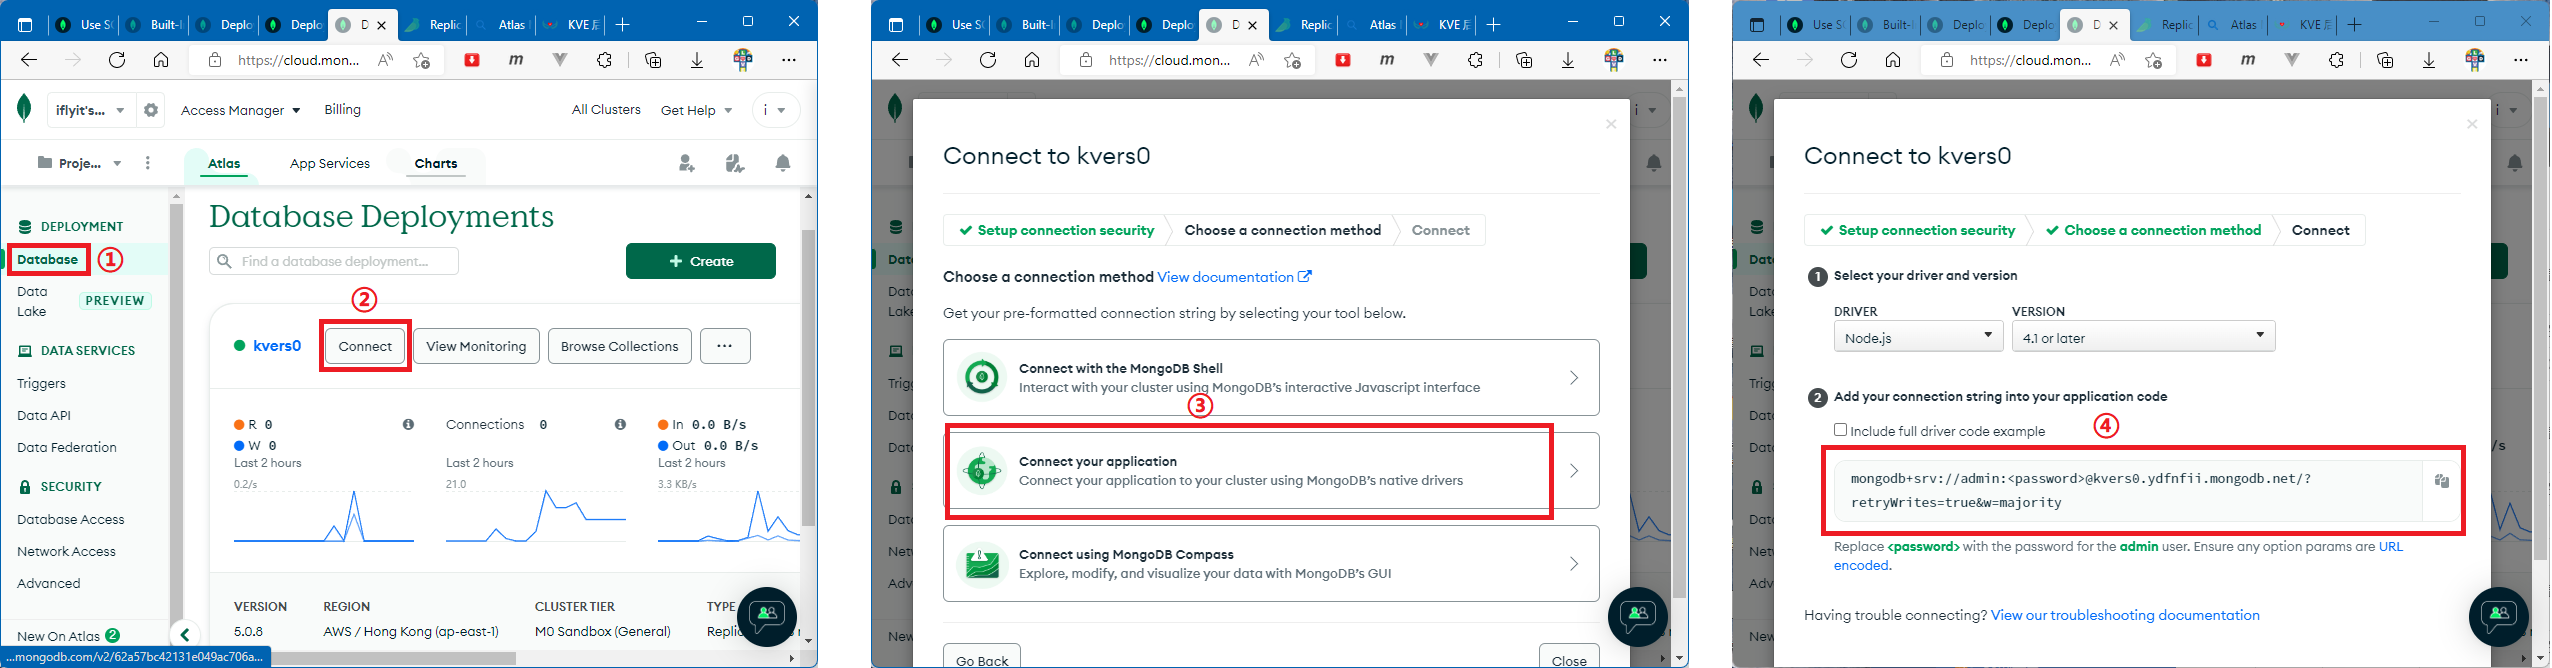 Use S(
Built-I
Deplo
Deplo
D
Replic
Atlas
KVE
https://cloud.mon...
iflyit's...
Access Manager
Billing
All Clusters
Get Help
i
Proje...
Atlas
App Services
Charts
DEPLOYMENT
Database
①
Data
Lake
PREVIEW
DATA SERVICES
Triggers
Data API
Data Federation
SECURITY
Database Access
Network Access
Advanced
New On Atlas 2
...mongodb.com/v2/62a57bc42131e049ac706a...
Database Deployments
Find a database deployment...
+ Create
②
kvers0
Connect
View Monitoring
Browse Collections
...
R 0
W 0
Last 2 hours
0.2/s
Connections 0
Last 2 hours
21.0
In 0.0 B/s
Out 0.0 B/s
Last 2 hours
3.3 KB/s
VERSION
5.0.8
REGION
AWS / Hong Kong (ap-east-1)
CLUSTER TIER
M0 Sandbox (General)
TYPE
Replic
Use S(
Built-I
Deplo
Deplo
D
Replic
Atlas
KVE
https://cloud.mon...
Connect to kvers0
Setup connection security
Choose a connection method
Connect
Choose a connection method View documentation
Get your pre-formatted connection string by selecting your tool below.
Connect with the MongoDB Shell
Interact with your cluster using MongoDB's interactive Javascript interface
③
Connect your application
Connect your application to your cluster using MongoDB's native drivers
Connect using MongoDB Compass
Explore, modify, and visualize your data with MongoDB's GUI
Go Back
Close
Use S(
Built-I
Deplo
Deplo
D
Replic
Atlas
KVE
https://cloud.mon...
Connect to kvers0
Setup connection security
Choose a connection method
Connect
1 Select your driver and version
DRIVER
VERSION
Node.js
4.1 or later
2 Add your connection string into your application code
Include full driver code example
④
mongodb+srv://admin:<password>@kvers0.ydfnfii.mongodb.net/?
retryWrites=true&w=majority
Replace <password> with the password for the admin user. Ensure any option params are URL
encoded.
Having trouble connecting? View our troubleshooting documentation